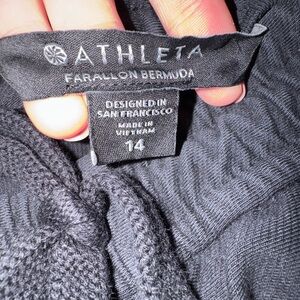 ATHLETA
FARALLON BERMUDA
DESIGNED IN
SAN FRANCISCO
MADE IN
VIETNAM
14